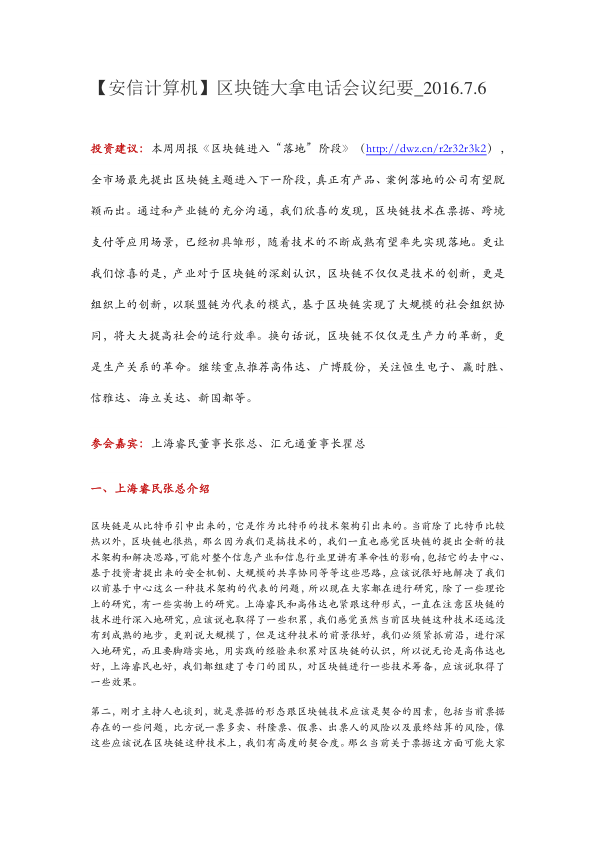 【安信计算机】区块链大拿电话会议纪要_2016.7.6
投资建议：本周周报《区块链进入“落地”阶段》（http://dwz.cn/r2r32r3k2），
全市场最先提出区块链主题进入下一阶段，真正有产品、案例落地的公司有望脱
颖而出。通过和产业链的充分沟通，我们欣喜的发现，区块链技术在票据、跨境
支付等应用场景，已经初具雏形，随着技术的不断成熟有望率先实现落地。更让
我们惊喜的是，产业对于区块链的深刻认识，区块链不仅仅是技术的创新，更是
组织上的创新，以联盟链为代表的模式，基于区块链实现了大规模的社会组织协
同，将大大提高社会的运行效率。换句话说，区块链不仅仅是生产力的革新，更
是生产关系的革命。继续重点推荐高伟达、广博股份，关注恒生电子、赢时胜、
信雅达、海立美达、新国都等。
参会嘉宾：上海睿民董事长张总、汇元通董事长瞿总
一、上海睿民张总介绍
区块链是从比特币引申出来的，它是作为比特币的技术架构引出来的。当前除了比特币比较
热以外，区块链也很热，那么因为我们是搞技术的，我们一直也感觉区块链的提出全新的技
术架构和解决思路，可能对整个信息产业和信息行业里讲有革命性的影响，包括它的去中心、
基于投资者提出来的安全机制、大规模的共享协同等等这些思路，应该说很好地解决了我们
以前基于中心这么一种技术架构的代表的问题，所以现在大家都在进行研究，除了一些理论
上的研究，有一些实物上的研究。上海睿民和高伟达也紧跟这种形式，一直在注意区块链的
技术进行深入地研究，应该说也取得了一些积累，我们感觉虽然当前区块链这种技术还远没
有到成熟的地步，更别说大规模了，但是这种技术的前景很好，我们必须紧抓前沿，进行深
入地研究，而且要脚踏实地，用实践的经验来积累对区块链的认识，所以说无论是高伟达也
好，上海睿民也好，我们都组建了专门的团队，对区块链进行一些技术筹备，应该说取得了
一些效果。
第二，刚才主持人也谈到，就是票据的形态跟区块链技术应该是契合的因素，包括当前票据
存在的一些问题，比方说一票多卖、科隆票、假票、出票人的风险以及最终结算的风险，像
这些应该说在区块链这种技术上，我们有高度的契合度。那么当前关于票据这方面可能大家